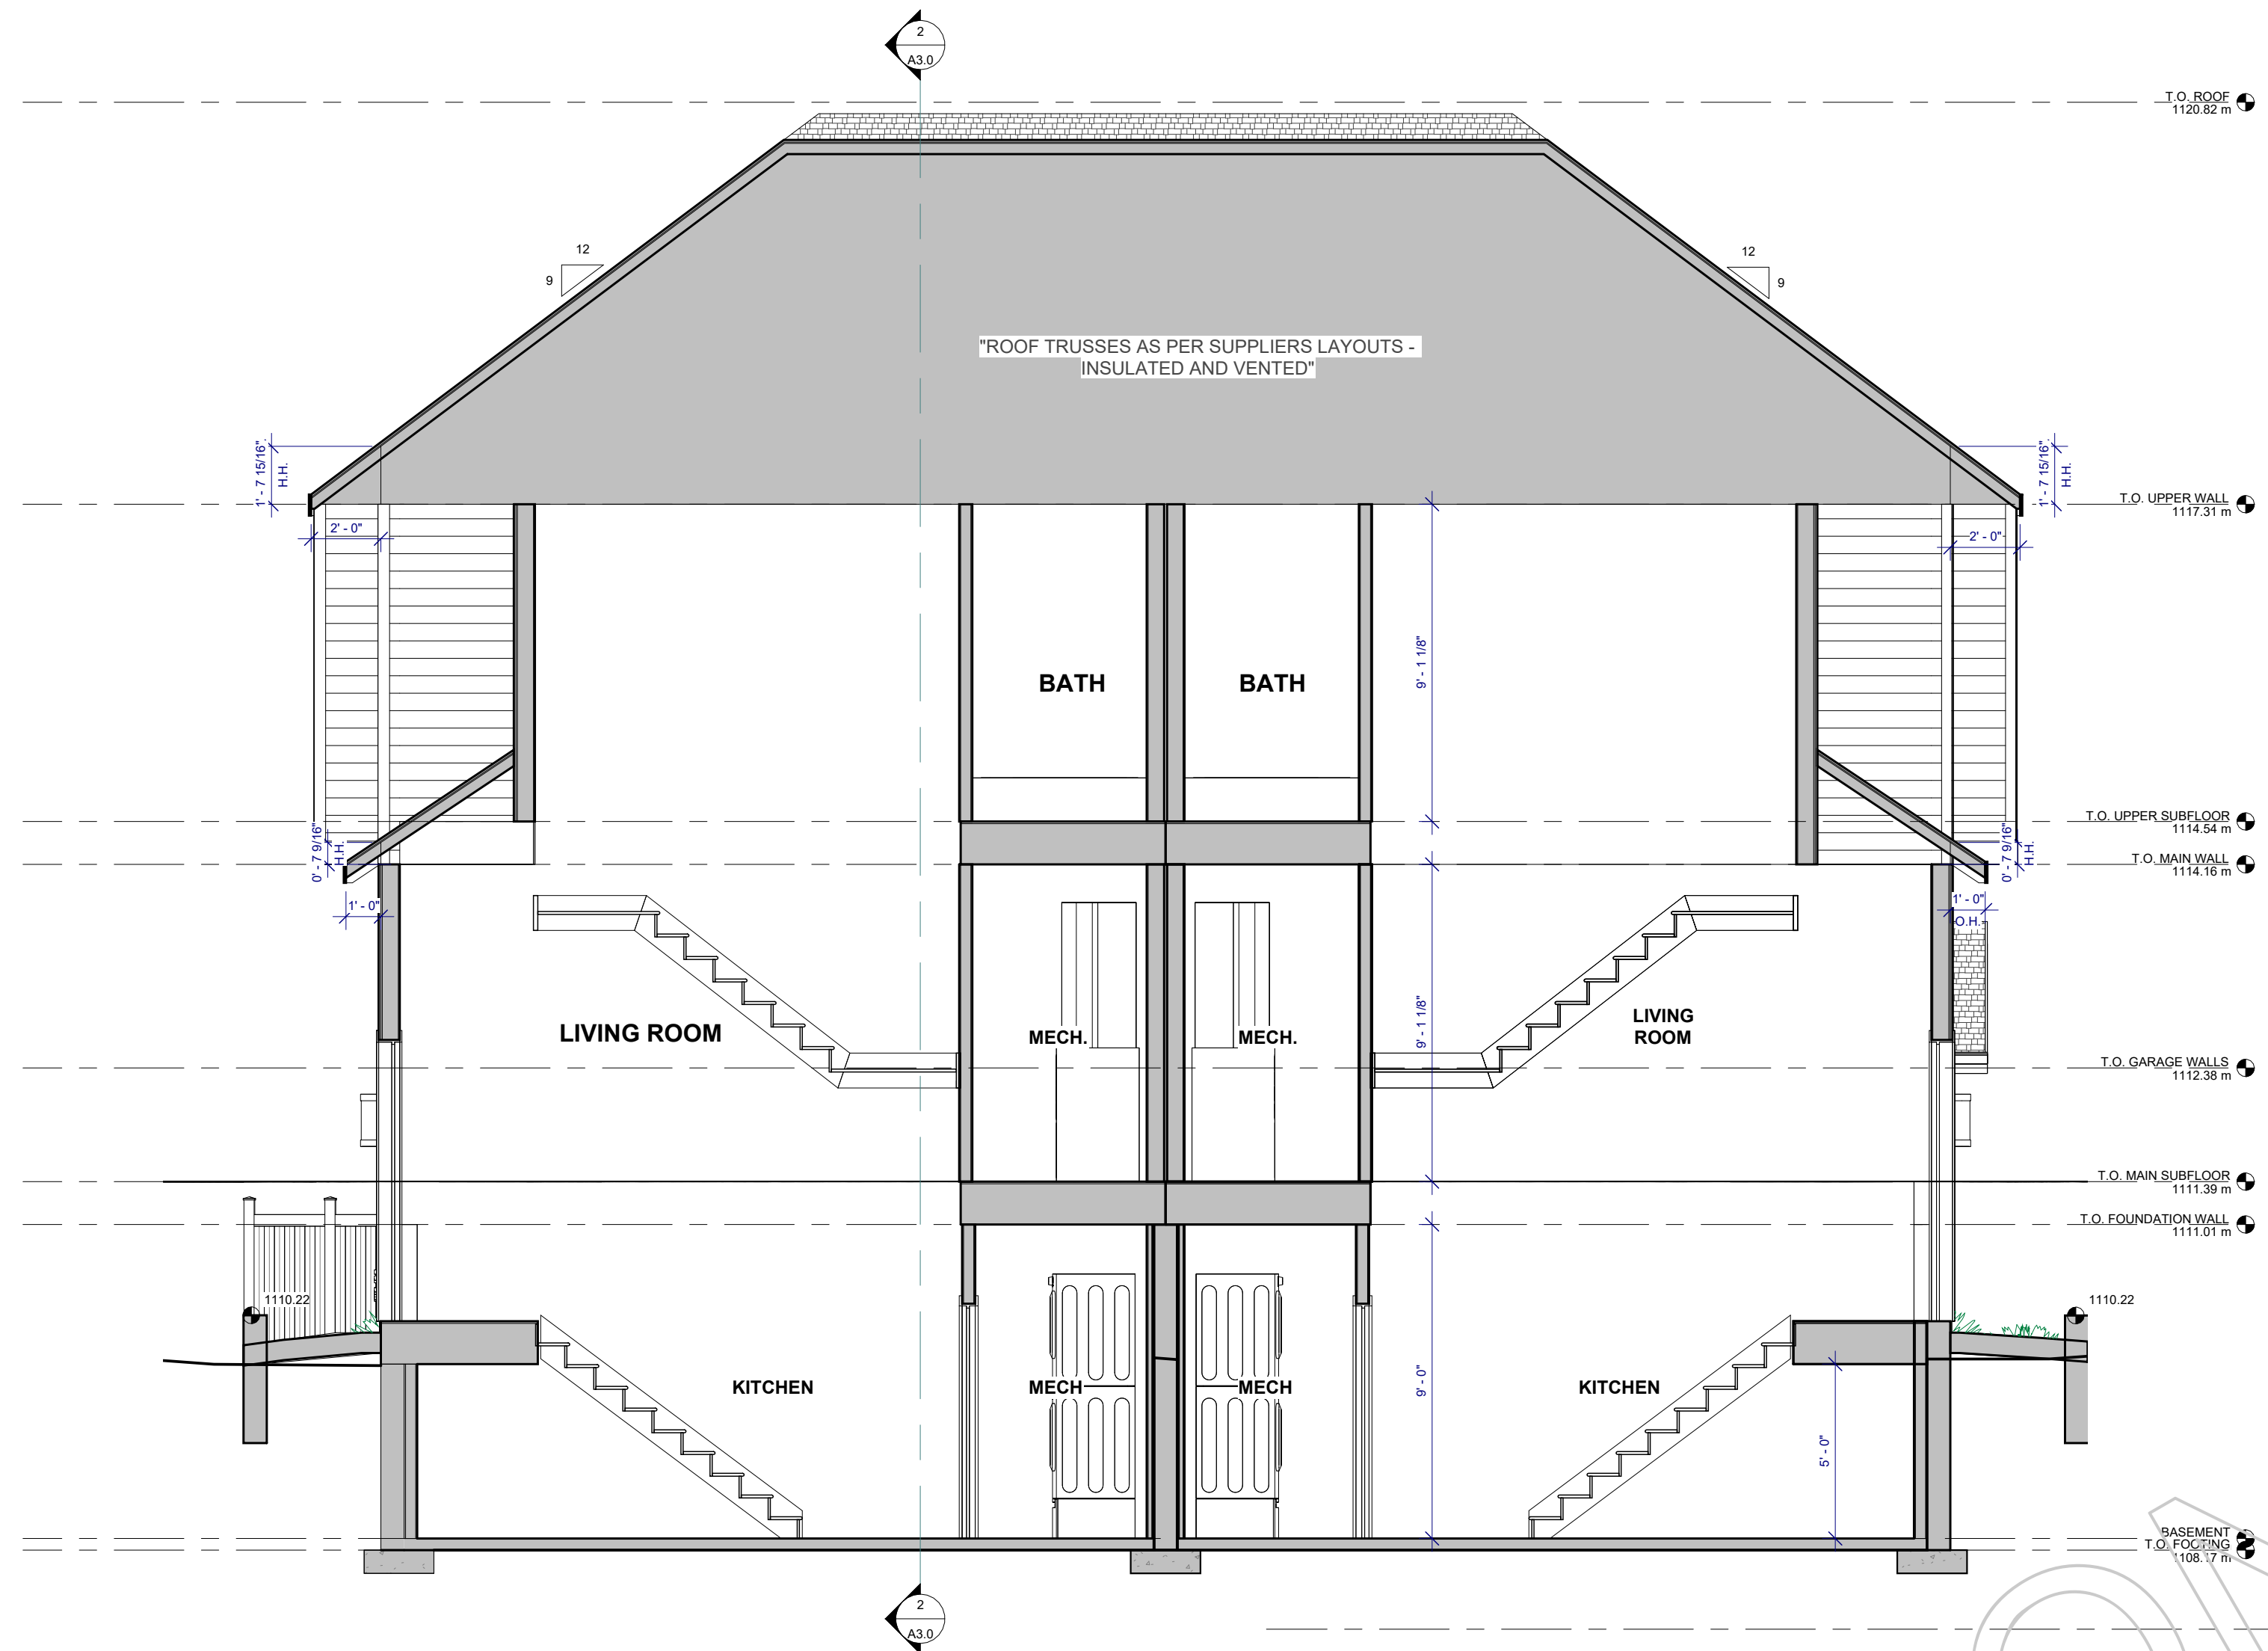 2
A3.0
T.O. ROOF
1120.82 m
12
9
12
9
"ROOF TRUSSES AS PER SUPPLIERS LAYOUTS -
INSULATED AND VENTED"
1' - 7 15/16"
H.H.
1' - 7 15/16"
H.H.
T.O. UPPER WALL
1117.31 m
2' - 0"
2' - 0"
BATH
BATH
9' - 1 1/8"
T.O. UPPER SUBFLOOR
1114.54 m
0' - 7 9/16"
H.H.
0' - 7 9/16"
H.H.
T.O. MAIN WALL
1114.16 m
1' - 0"
1' - 0"
O.H.
LIVING ROOM
MECH.
MECH.
9' - 1 1/8"
LIVING
ROOM
T.O. GARAGE WALLS
1112.38 m
T.O. MAIN SUBFLOOR
1111.39 m
T.O. FOUNDATION WALL
1111.01 m
1110.22
1110.22
KITCHEN
MECH
MECH
9' - 0"
KITCHEN
5' - 0"
BASEMENT
T.O. FOOTING
1108.17 m
2
A3.0